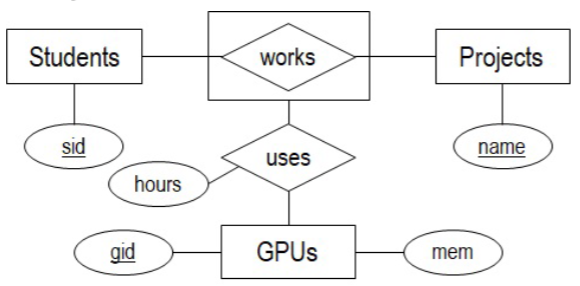 Students
works
Projects
sid
name
uses
hours
gid
GPUs
mem